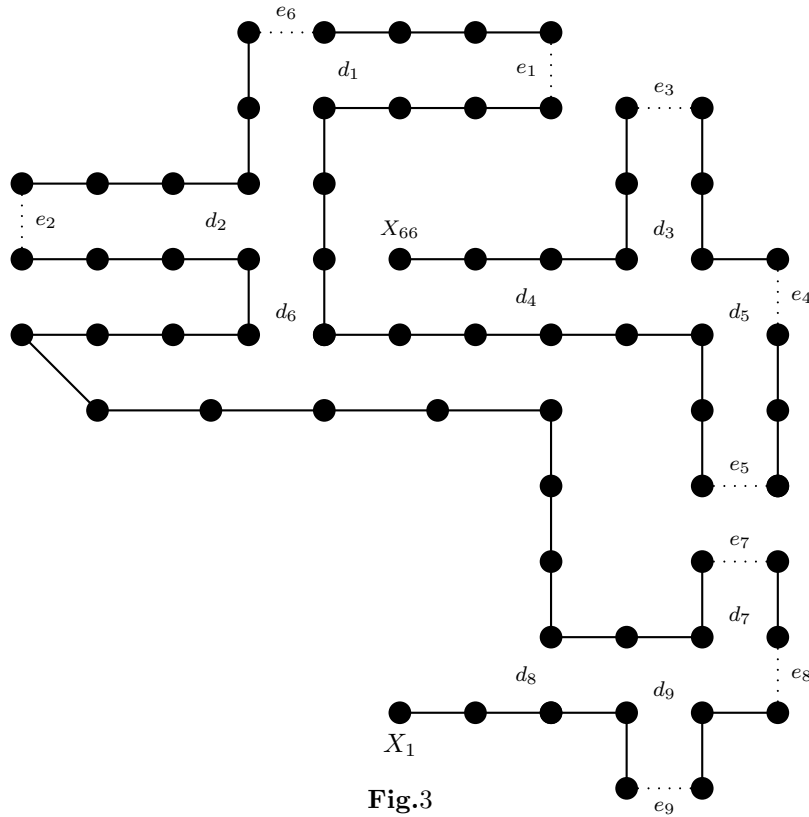 e₆
d₁
e₁
e₃
e₂
d₂
X₆₆
d₃
d₄
e₄
d₆
d₅
e₅
e₇
d₇
d₈
d₉
e₈
X₁
Fig.3
e₉